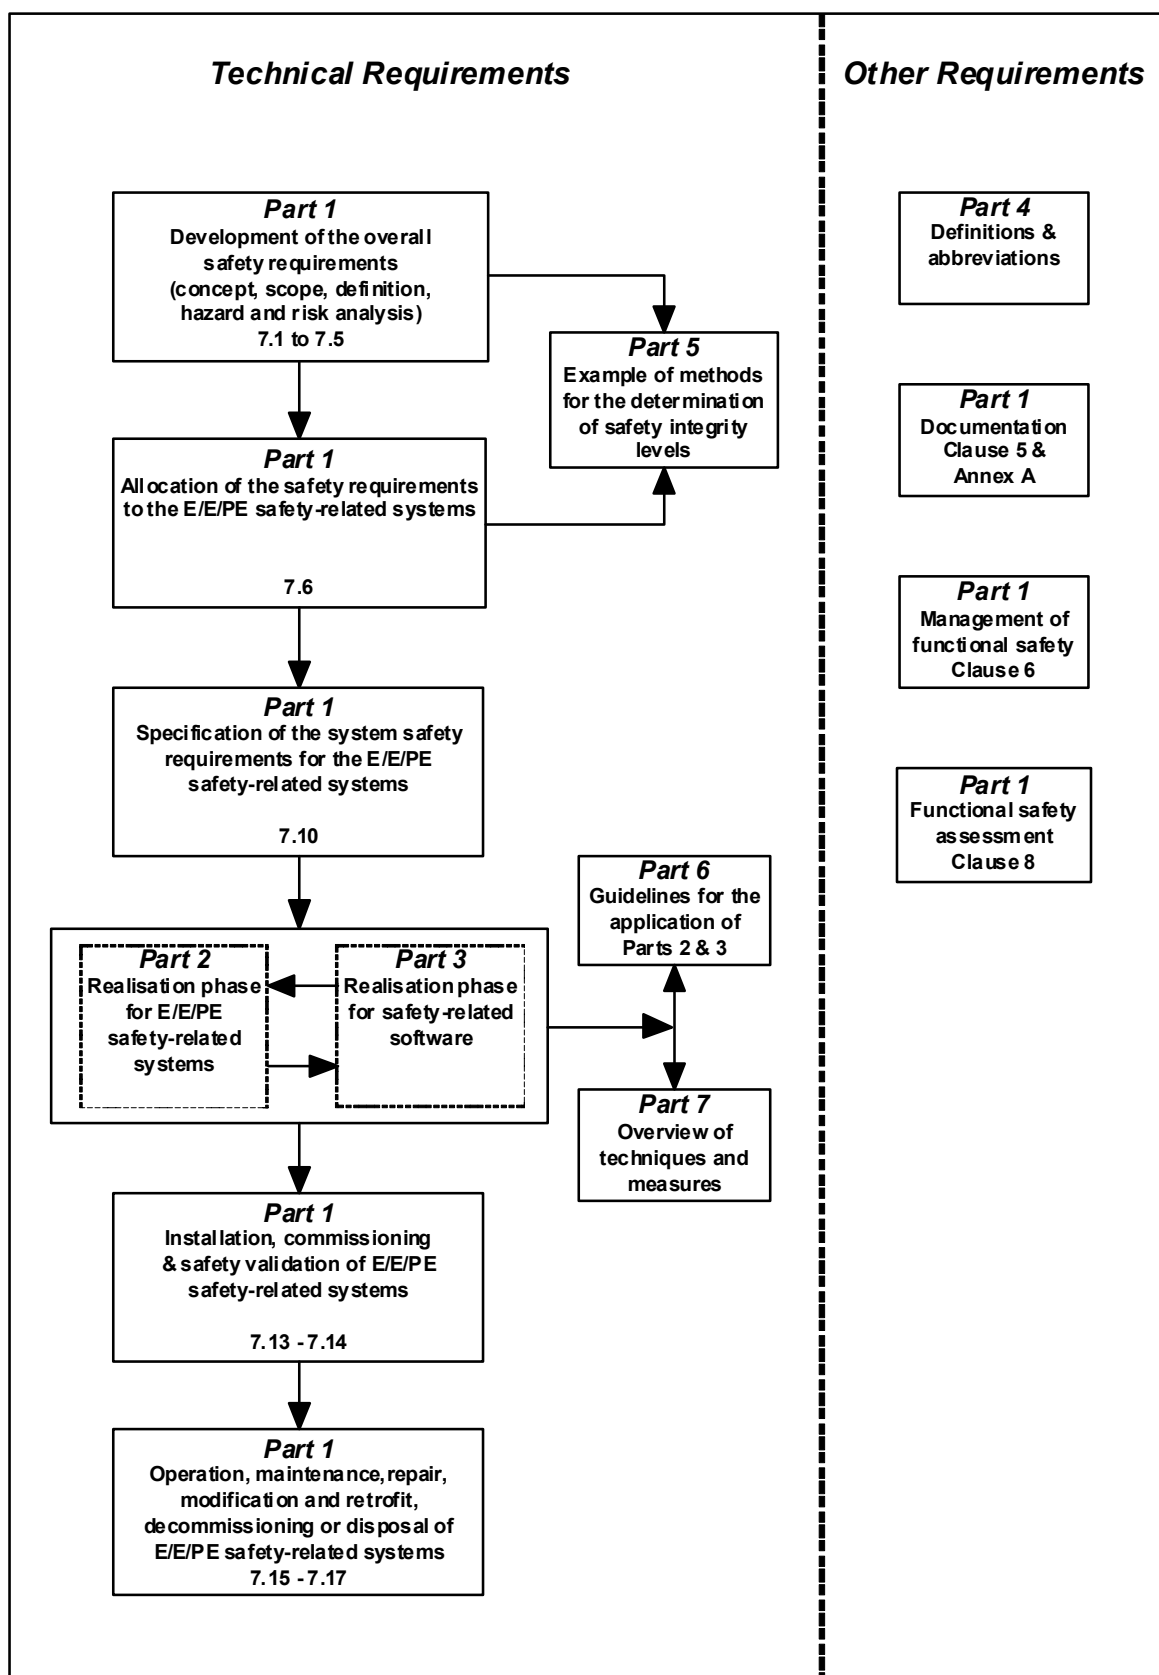 Technical Requirements
Other Requirements
Part 1
Development of the overall
safety requirements
(concept, scope, definition,
hazard and risk analysis)
7.1 to 7.5
Part 5
Example of methods
for the determination
of safety integrity
levels
Part 1
Allocation of the safety requirements
to the E/E/PE safety-related systems
7.6
Part 1
Specification of the system safety
requirements for the E/E/PE
safety-related systems
7.10
Part 6
Guidelines for the
application of
Parts 2 & 3
Part 2
Realisation phase
for E/E/PE
safety-related
systems
Part 3
Realisation phase
for safety-related
software
Part 7
Overview of
techniques and
measures
Part 1
Installation, commissioning
& safety validation of E/E/PE
safety-related systems
7.13 - 7.14
Part 1
Operation, maintenance, repair,
modification and retrofit,
decommissioning or disposal of
E/E/PE safety-related systems
7.15 - 7.17
Part 4
Definitions &
abbreviations
Part 1
Documentation
Clause 5 &
Annex A
Part 1
Management of
functional safety
Clause 6
Part 1
Functional safety
assessment
Clause 8